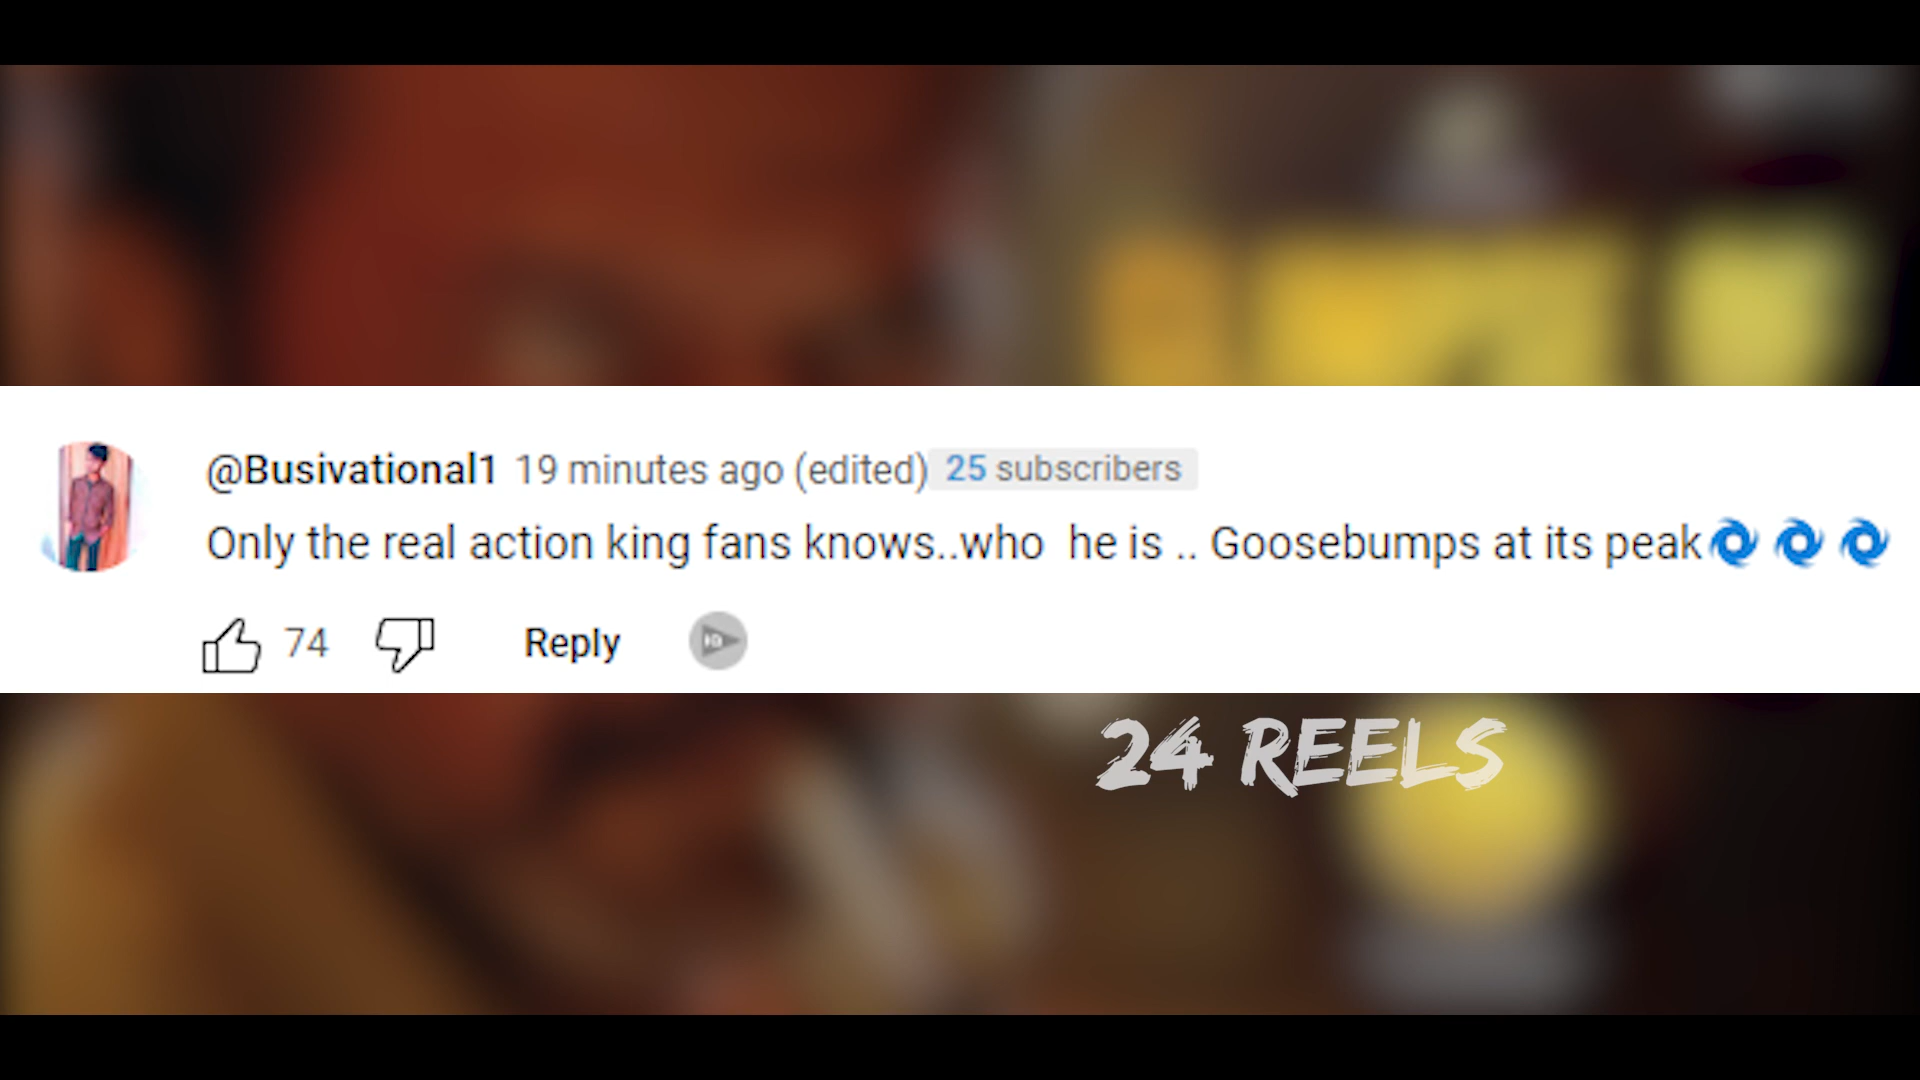 @Busivational1 19 minutes ago (edited) 25 subscribers
Only the real action king fans knows..who  he is .. Goosebumps at its peak🌀🌀🌀
74 Reply
24 REELS